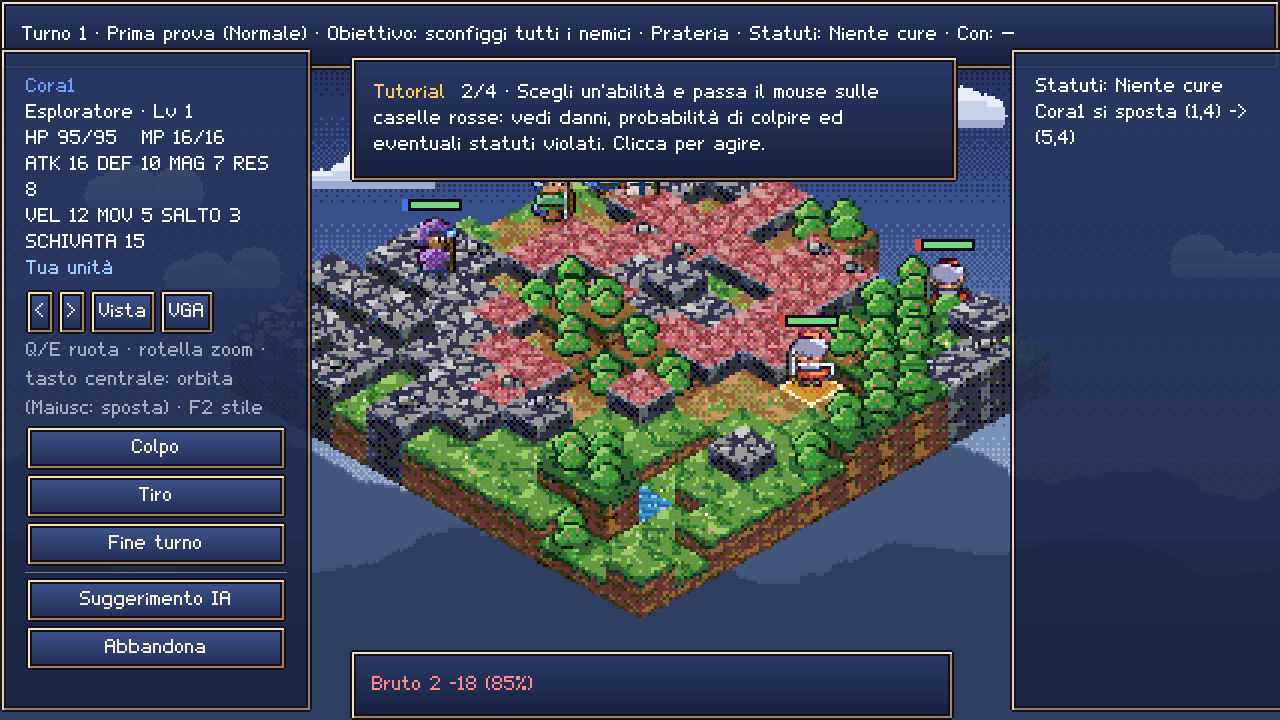 Turno 1 · Prima prova (Normale) · Obiettivo: sconfiggi tutti i nemici · Prateria · Statuti: Niente cure · Con: —
Tutorial 2/4 · Scegli un'abilità e passa il mouse sulle
caselle rosse: vedi danni, probabilità di colpire ed
eventuali statuti violati. Clicca per agire.
Cora1
Esploratore · Lv 1
HP 95/95 MP 16/16
ATK 16 DEF 10 MAG 7 RES
8
VEL 12 MOV 5 SALTO 3
SCHIVATA 15
Tua unità
< > Vista VGA
Q/E ruota · rotella zoom ·
tasto centrale: orbita
(Maiusc: sposta) · F2 stile
Colpo
Tiro
Fine turno
Suggerimento IA
Abbandona
Statuti: Niente cure
Cora1 si sposta (1,4) ->
(5,4)
Bruto 2 -18 (85%)